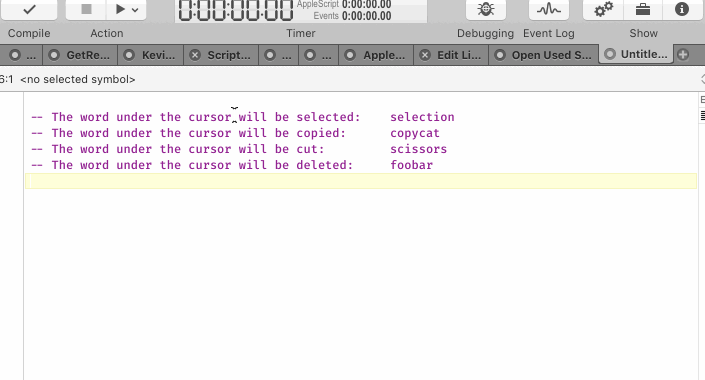 AppleScript 0:00:00.00
0:00:00:00
Events 0:00:00.00
Compile Action Timer Debugging Event Log Show
... GetRe... Kevi... Script... ... ... Apple... Edit Li... Open Used S... Untitle...
6:1 <no selected symbol>
-- The word under the cursor will be selected: selection
-- The word under the cursor will be copied: copycat
-- The word under the cursor will be cut: scissors
-- The word under the cursor will be deleted: foobar